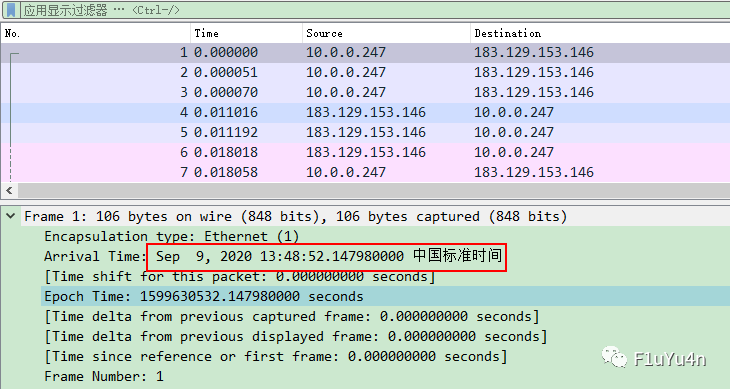 应用显示过滤器 … <Ctrl-/>
No. Time Source Destination
1 0.000000 10.0.0.247 183.129.153.146
2 0.000051 10.0.0.247 183.129.153.146
3 0.000070 10.0.0.247 183.129.153.146
4 0.011016 183.129.153.146 10.0.0.247
5 0.011192 183.129.153.146 10.0.0.247
6 0.018018 183.129.153.146 10.0.0.247
7 0.018058 10.0.0.247 183.129.153.146
Frame 1: 106 bytes on wire (848 bits), 106 bytes captured (848 bits)
Encapsulation type: Ethernet (1)
Arrival Time: Sep  9, 2020 13:48:52.147980000 中国标准时间
[Time shift for this packet: 0.000000000 seconds]
Epoch Time: 1599630532.147980000 seconds
[Time delta from previous captured frame: 0.000000000 seconds]
[Time delta from previous displayed frame: 0.000000000 seconds]
[Time since reference or first frame: 0.000000000 seconds]
Frame Number: 1
F1uYu4n